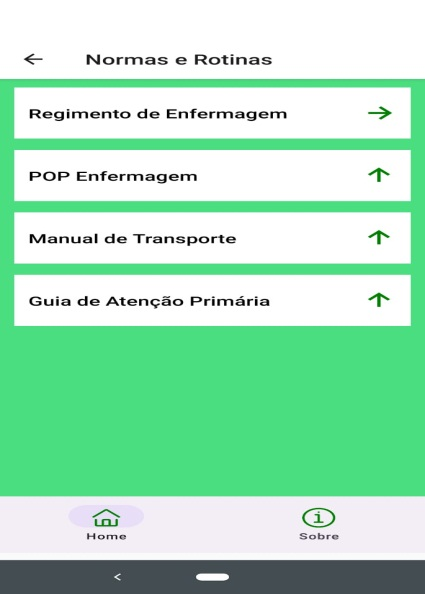 Normas e Rotinas
Regimento de Enfermagem
POP Enfermagem
Manual de Transporte
Guia de Atenção Primária
Home
Sobre